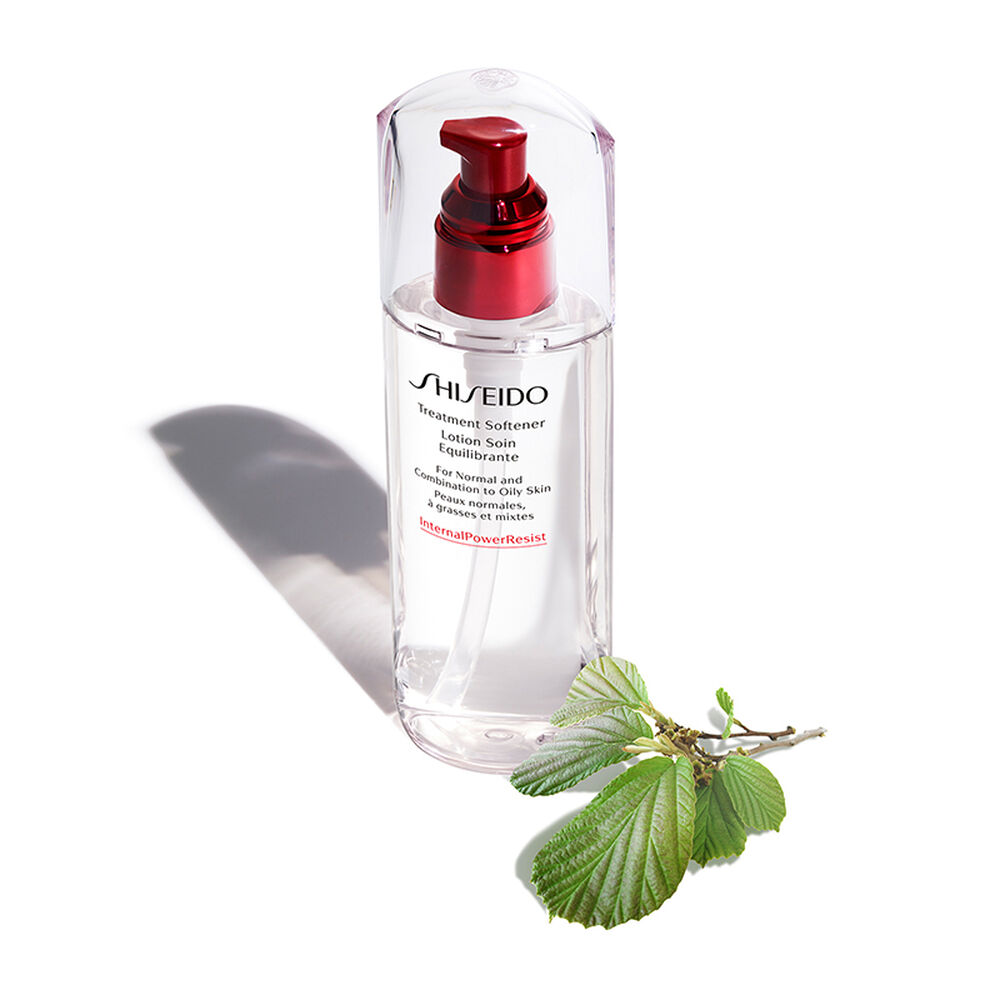 SHISEIDO
Treatment Softener
Lotion Soin
Equilibrante
For Normal and
Combination to Oily Skin
Peaux normales,
à grasses et mixtes
InternalPowerResist